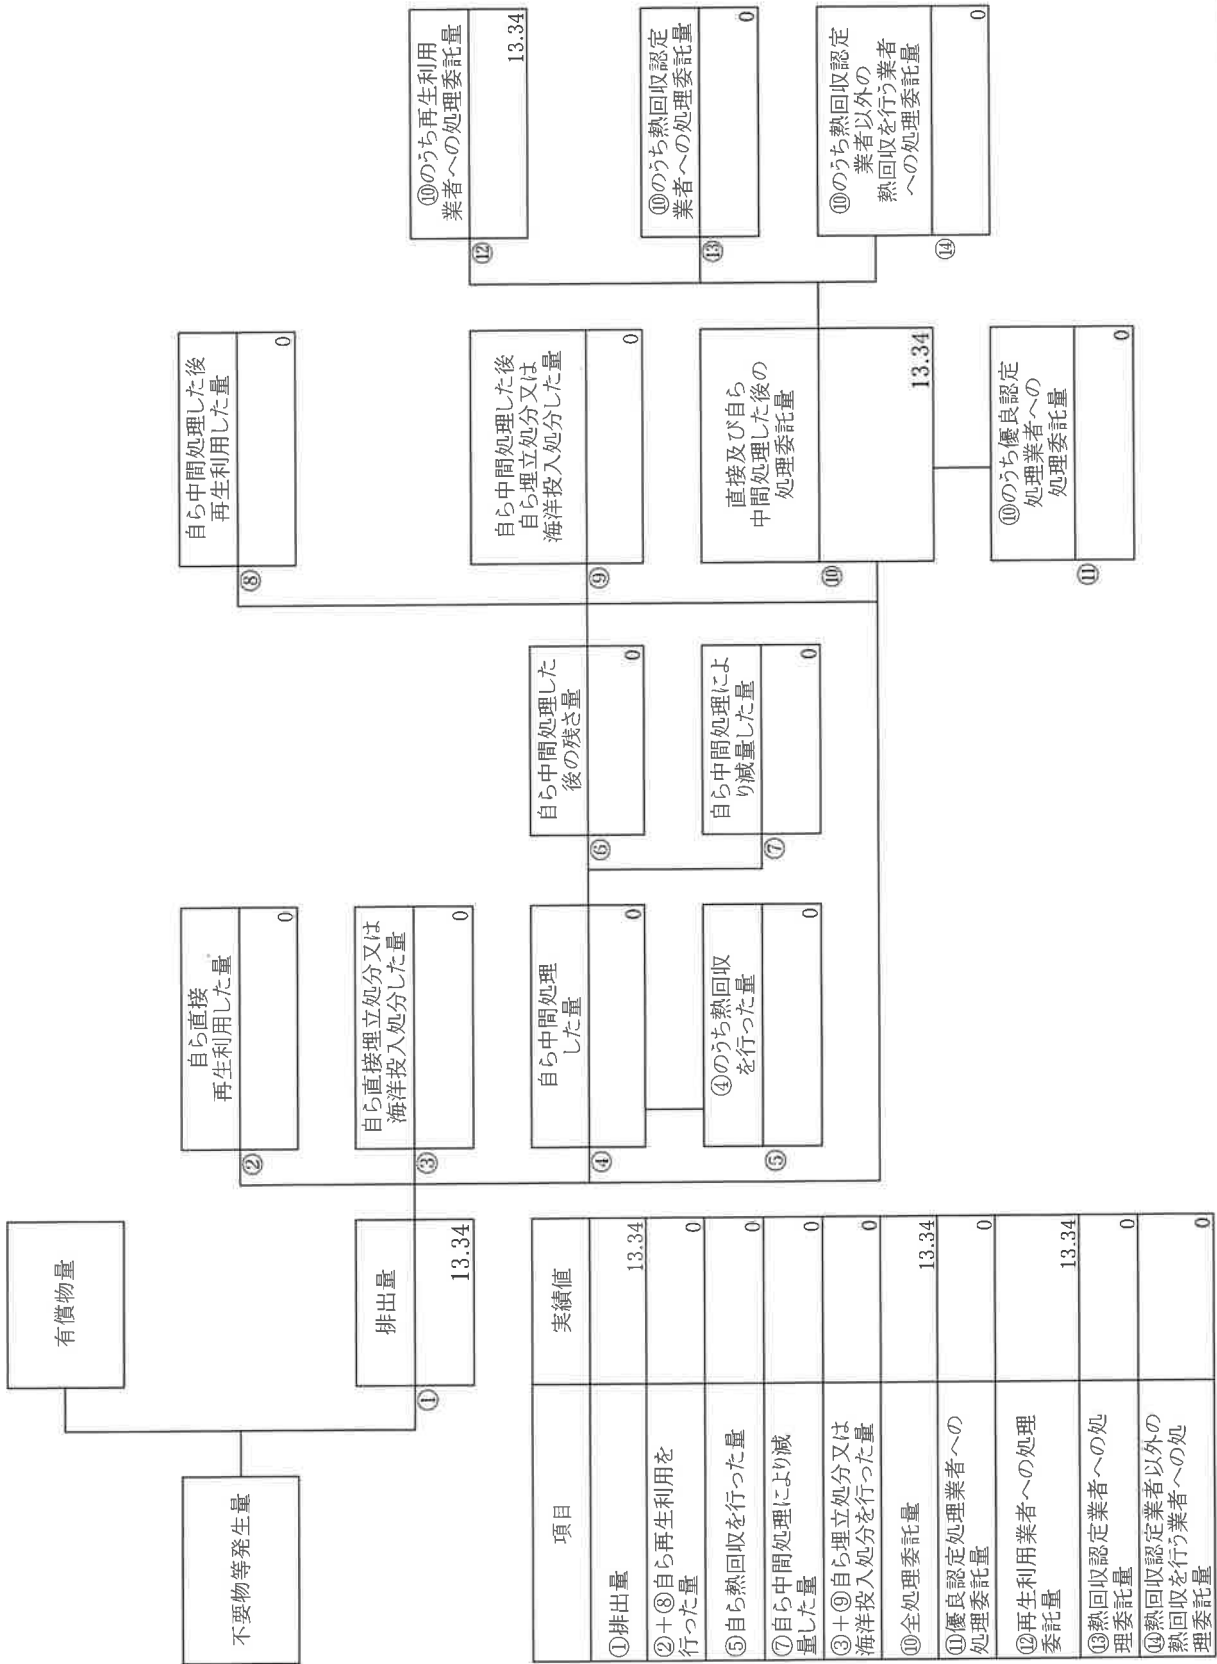 不要物等発生量
有償物量
①
排出量
13.34
②
自ら直接
再生利用した量
0
③
自ら直接埋立処分又は
海洋投入処分した量
0
④
自ら中間処理
した量
0
⑤
④のうち熱回収
を行った量
0
⑥
自ら中間処理した
後の残さ量
0
⑦
自ら中間処理によ
り減量した量
0
⑧
自ら中間処理した後
再生利用した量
0
⑨
自ら中間処理した後
自ら埋立処分又は
海洋投入処分した量
0
⑩
直接及び自ら
中間処理した後の
処理委託量
13.34
⑪
⑩のうち優良認定
処理業者への
処理委託量
0
⑫
⑩のうち再生利用
業者への処理委託量
13.34
⑬
⑩のうち熱回収認定
業者への処理委託量
0
⑭
⑩のうち熱回収認定
業者以外の
熱回収を行う業者
への処理委託量
0
項目
実績値
①排出量
13.34
②+⑧自ら再生利用を
行った量
0
⑤自ら熱回収を行った量
0
⑦自ら中間処理により減
量した量
0
③+⑨自ら埋立処分又は
海洋投入処分を行った量
0
⑩全処理委託量
13.34
⑪優良認定処理業者への
処理委託量
0
⑫再生利用業者への処理
委託量
13.34
⑬熱回収認定業者への処
理委託量
0
⑭熱回収認定業者以外の
熱回収を行う業者への処
理委託量
0